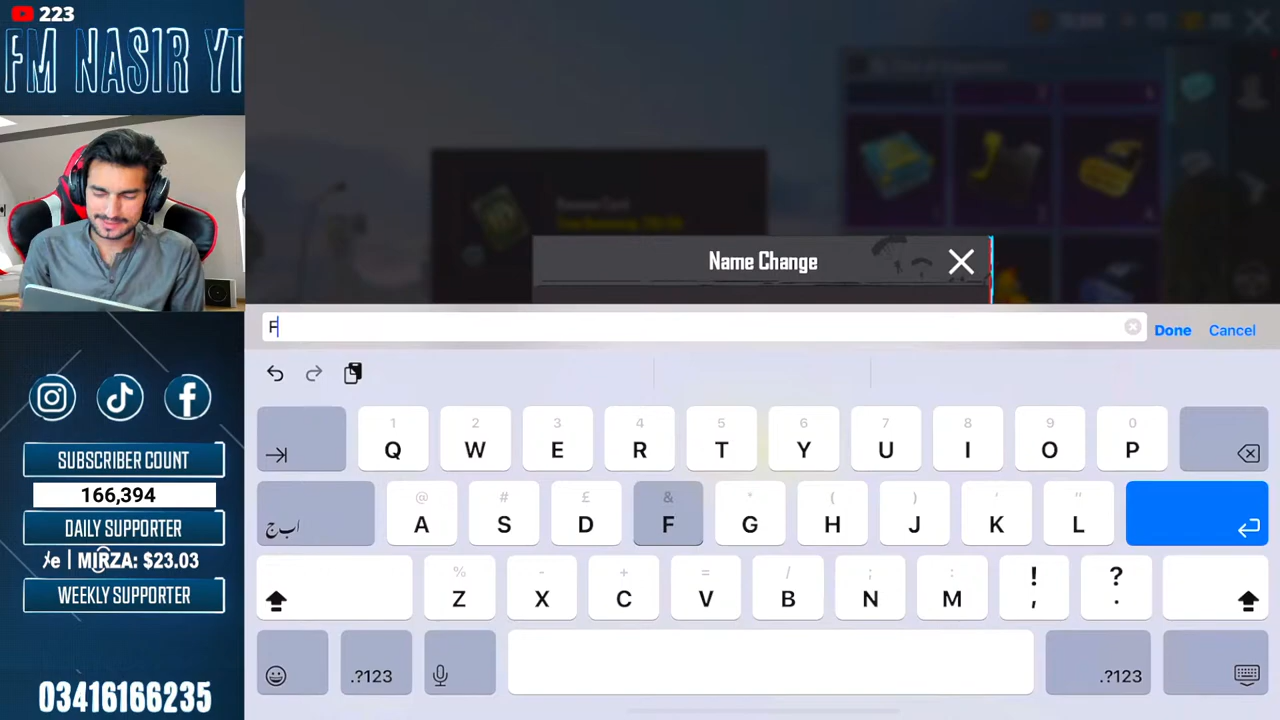 223
FM NASIR YT
Name Change
F
Done
Cancel
1 2 3 4 5 6 7 8 9 0
Q W E R T Y U I O P
@ # £ & * ( ) ' "
اب ج
A S D F G H J K L
% - + = / ; : ! ?
Z X C V B N M , .
.?123
.?123
SUBSCRIBER COUNT
166,394
DAILY SUPPORTER
MIRZA: $23.03
WEEKLY SUPPORTER
03416166235